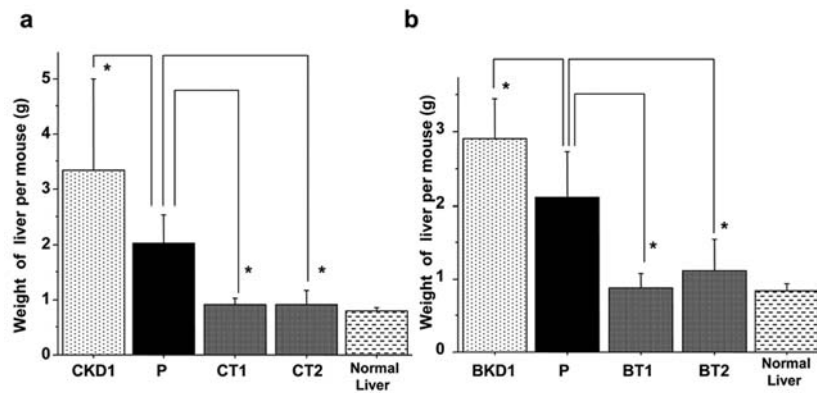 a
Weight of liver per mouse (g)
5
4
3
2
1
0
*
*
*
CKD1
P
CT1
CT2
Normal
Liver
b
Weight of liver per mouse (g)
3
2
1
0
*
*
*
BKD1
P
BT1
BT2
Normal
Liver